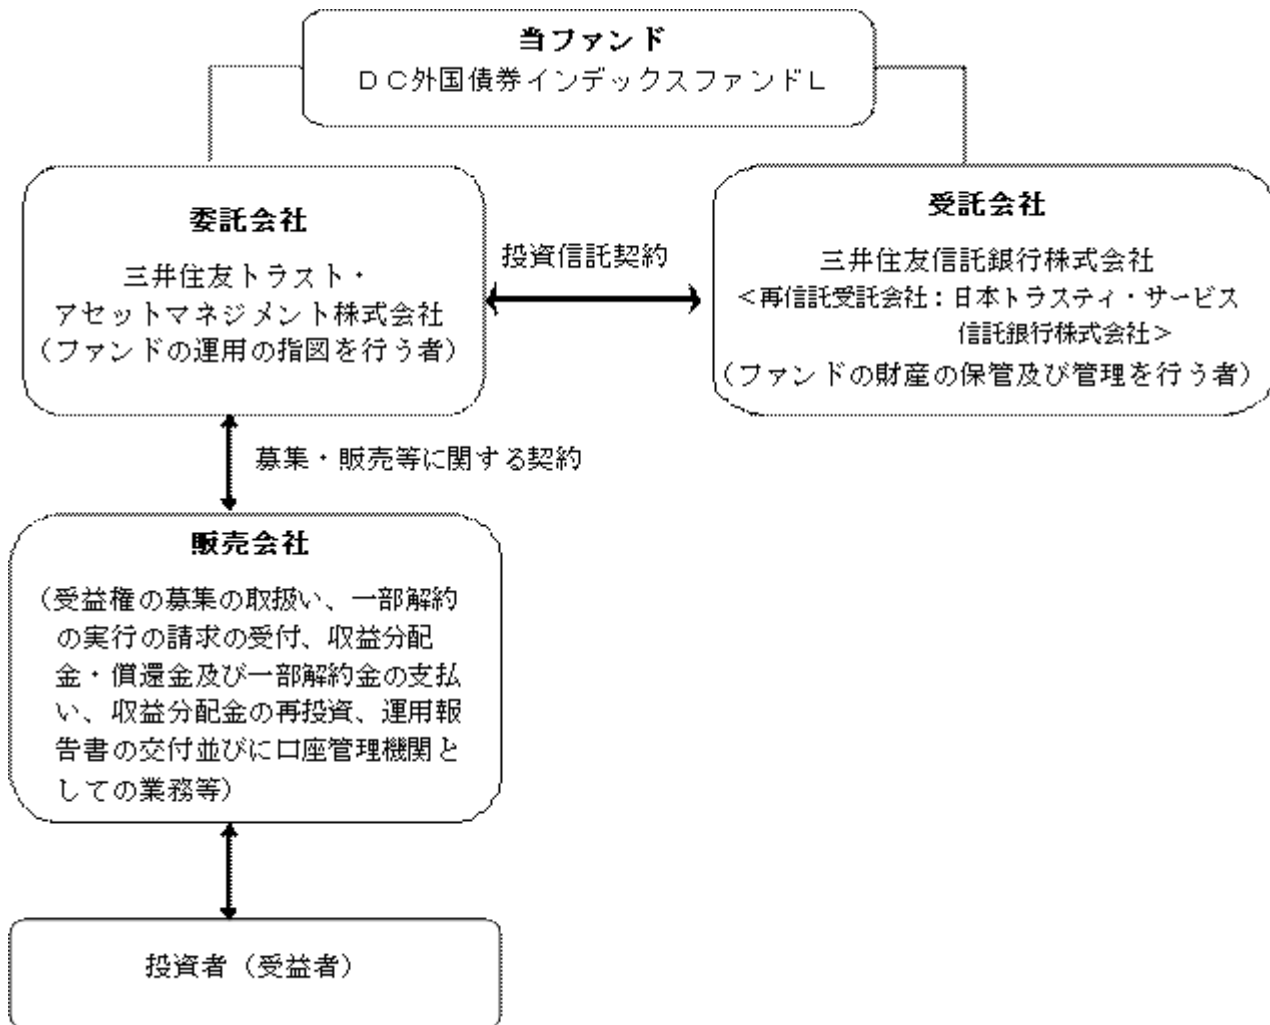 当ファンド
ＤＣ外国債券インデックスファンドＬ
委託会社
三井住友トラスト・
アセットマネジメント株式会社
（ファンドの運用の指図を行う者）
投資信託契約
受託会社
三井住友信託銀行株式会社
＜再信託受託会社：日本トラスティ・サービス
信託銀行株式会社＞
（ファンドの財産の保管及び管理を行う者）
募集・販売等に関する契約
販売会社
（受益権の募集の取扱い、一部解約
の実行の請求の受付、収益分配
金・償還金及び一部解約金の支払
い、収益分配金の再投資、運用報
告書の交付並びに口座管理機関と
しての業務等）
投資者（受益者）